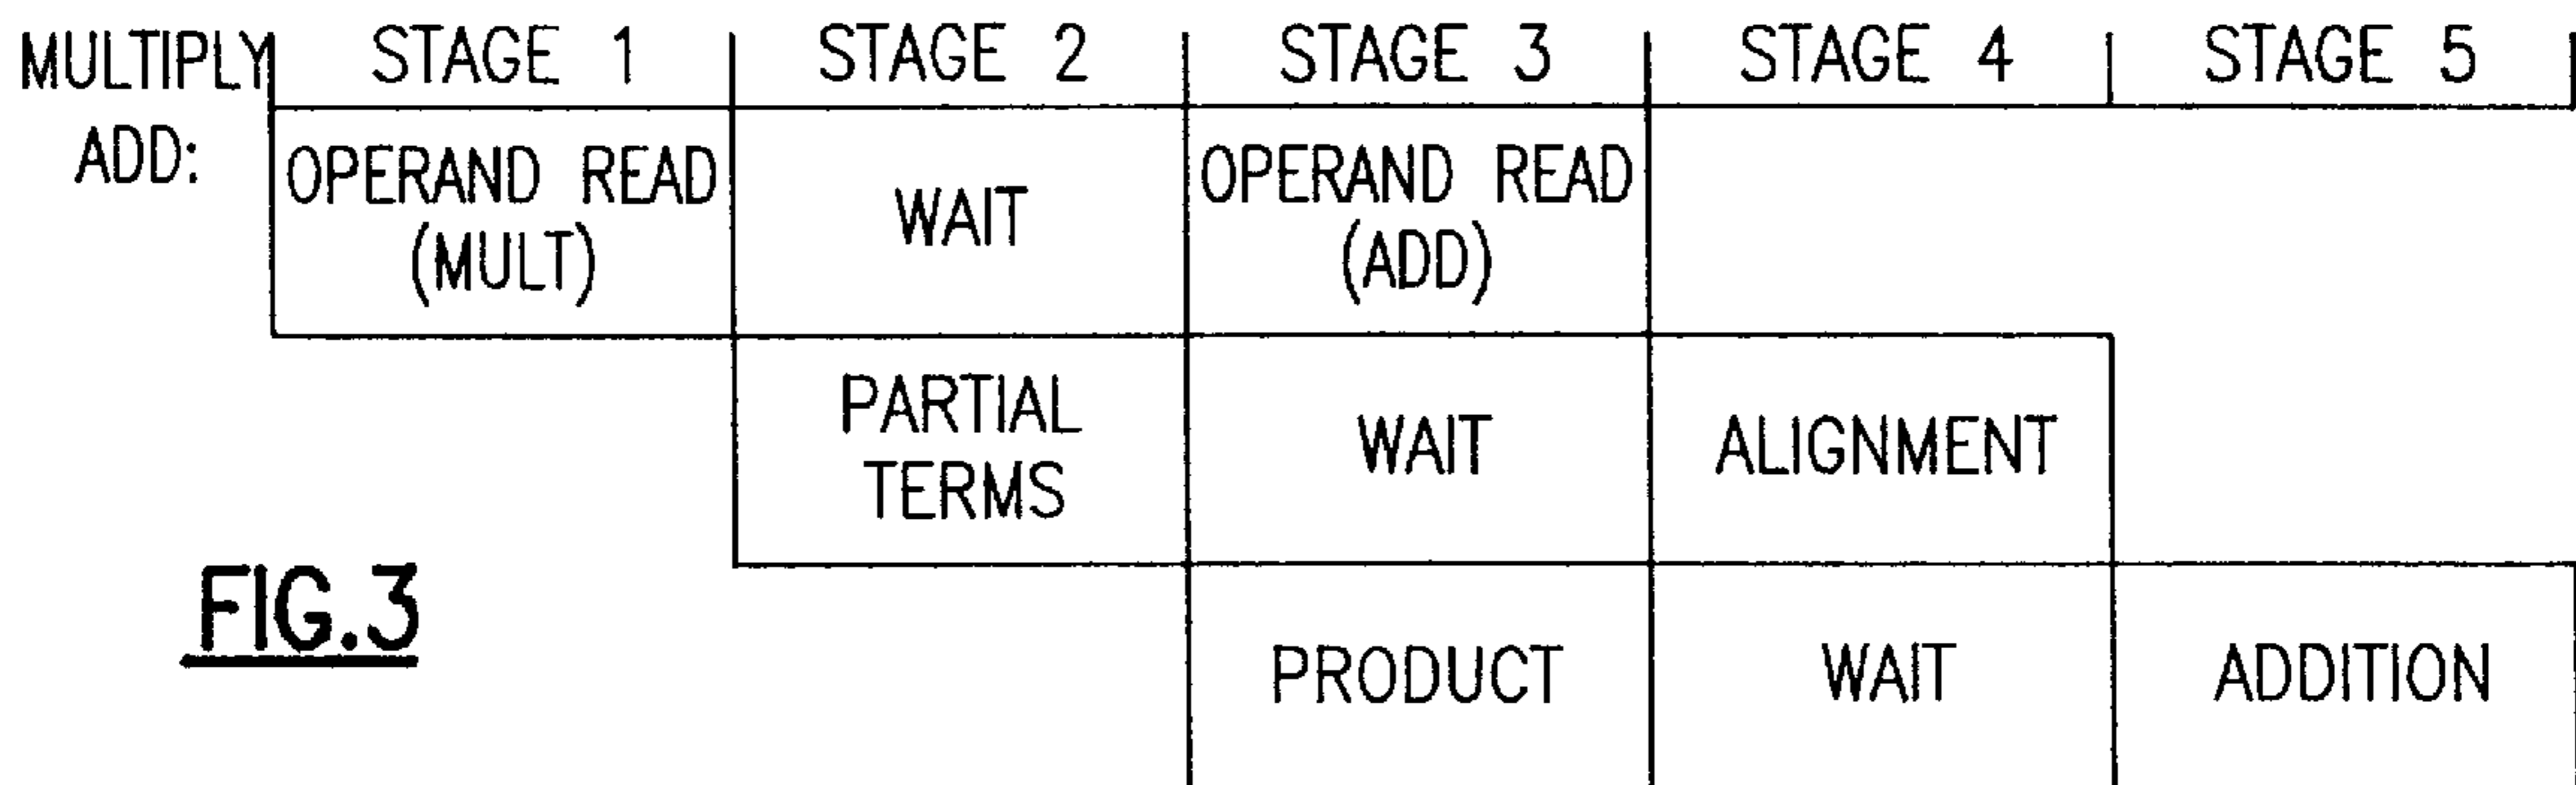 MULTIPLY STAGE 1 STAGE 2 STAGE 3 STAGE 4 STAGE 5
ADD:
OPERAND READ
(MULT)
WAIT
OPERAND READ
(ADD)
PARTIAL
TERMS
WAIT
ALIGNMENT
PRODUCT
WAIT
ADDITION
FIG.3